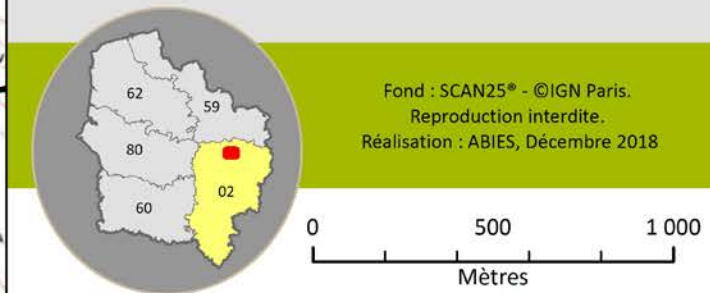 62
59
80
02
60
Fond : SCAN25® - ©IGN Paris.
Reproduction interdite.
Réalisation : ABIES, Décembre 2018
0 500 1 000
Mètres